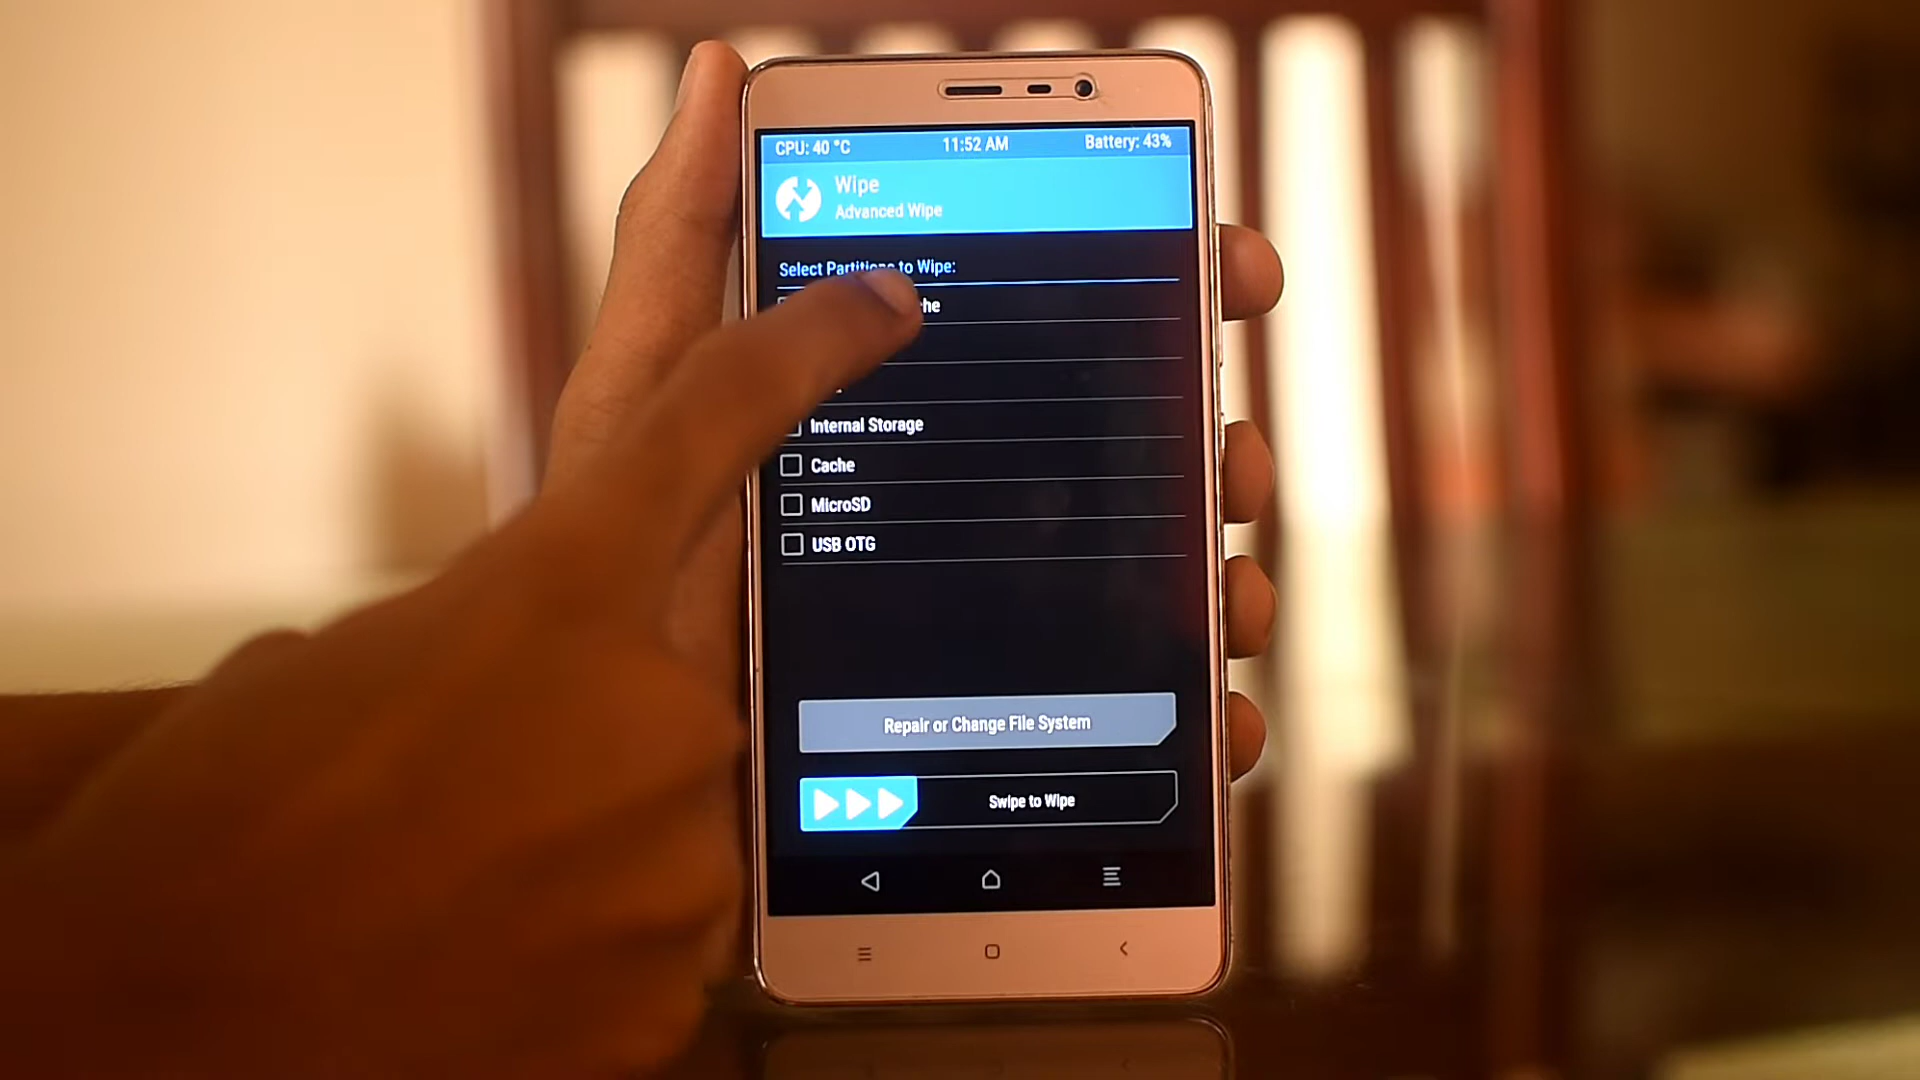 CPU: 40 °C 11:52 AM Battery: 43%
Wipe
Advanced Wipe
Select Partitions to Wipe:
Internal Storage
Cache
MicroSD
USB OTG
Repair or Change File System
Swipe to Wipe